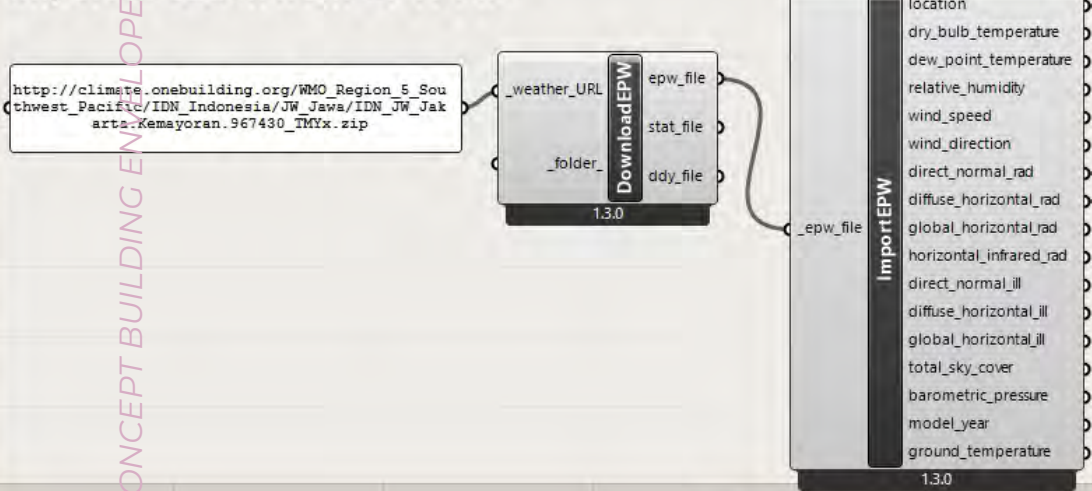 http://climate.onebuilding.org/WMO_Region_5_Sou
thwest_Pacific/IDN_Indonesia/JW_Jawa/IDN_JW_Jak
arta.Kemayoran.967430_TMYx.zip
ONCEPT BUILDING ENVELOPE
_weather_URL
_folder_
DownloadEPW
epw_file
stat_file
ddy_file
1.3.0
_epw_file
ImportEPW
location
dry_bulb_temperature
dew_point_temperature
relative_humidity
wind_speed
wind_direction
direct_normal_rad
diffuse_horizontal_rad
global_horizontal_rad
horizontal_infrared_rad
direct_normal_ill
diffuse_horizontal_ill
global_horizontal_ill
total_sky_cover
barometric_pressure
model_year
ground_temperature
1.3.0